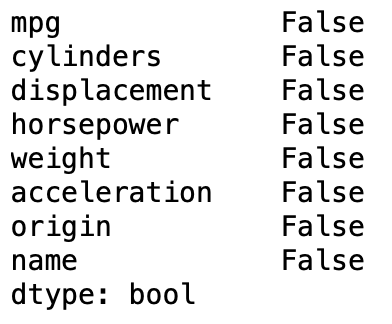 mpg False
cylinders False
displacement False
horsepower False
weight False
acceleration False
origin False
name False
dtype: bool